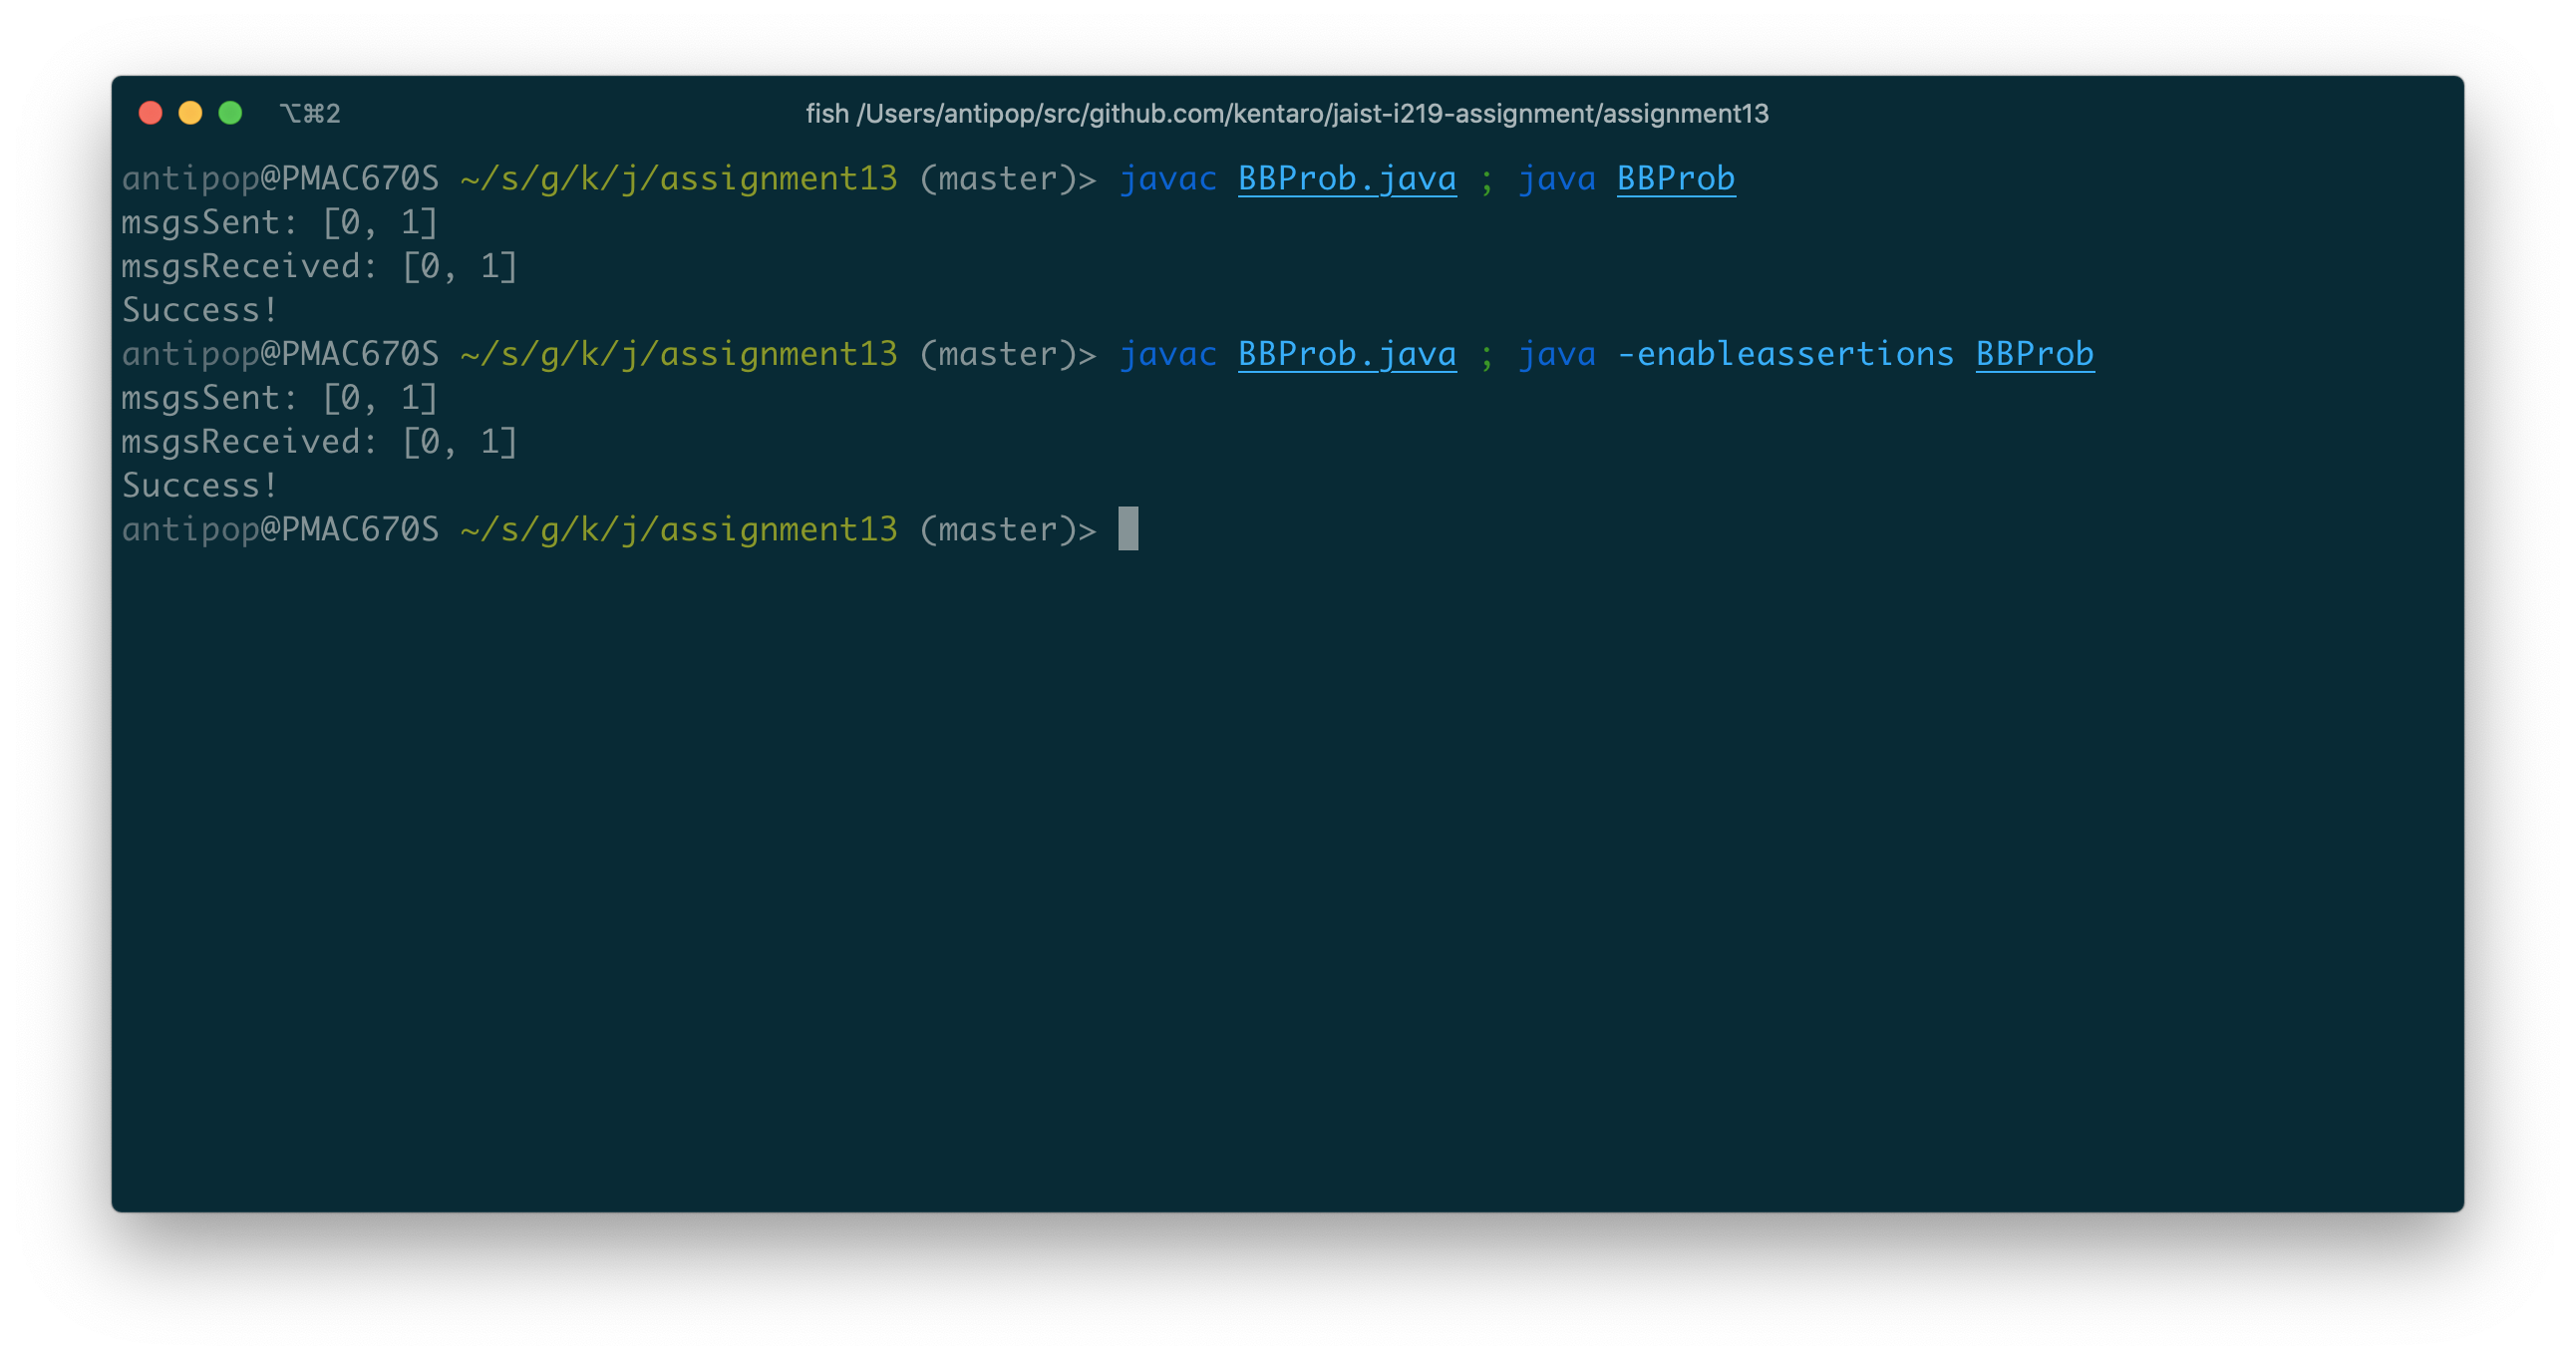 ⌥⌘2
fish /Users/antipop/src/github.com/kentaro/jaist-i219-assignment/assignment13
antipop@PMAC670S ~/s/g/k/j/assignment13 (master)> javac BBProb.java ; java BBProb
msgsSent: [0, 1]
msgsReceived: [0, 1]
Success!
antipop@PMAC670S ~/s/g/k/j/assignment13 (master)> javac BBProb.java ; java -enableassertions BBProb
msgsSent: [0, 1]
msgsReceived: [0, 1]
Success!
antipop@PMAC670S ~/s/g/k/j/assignment13 (master)>